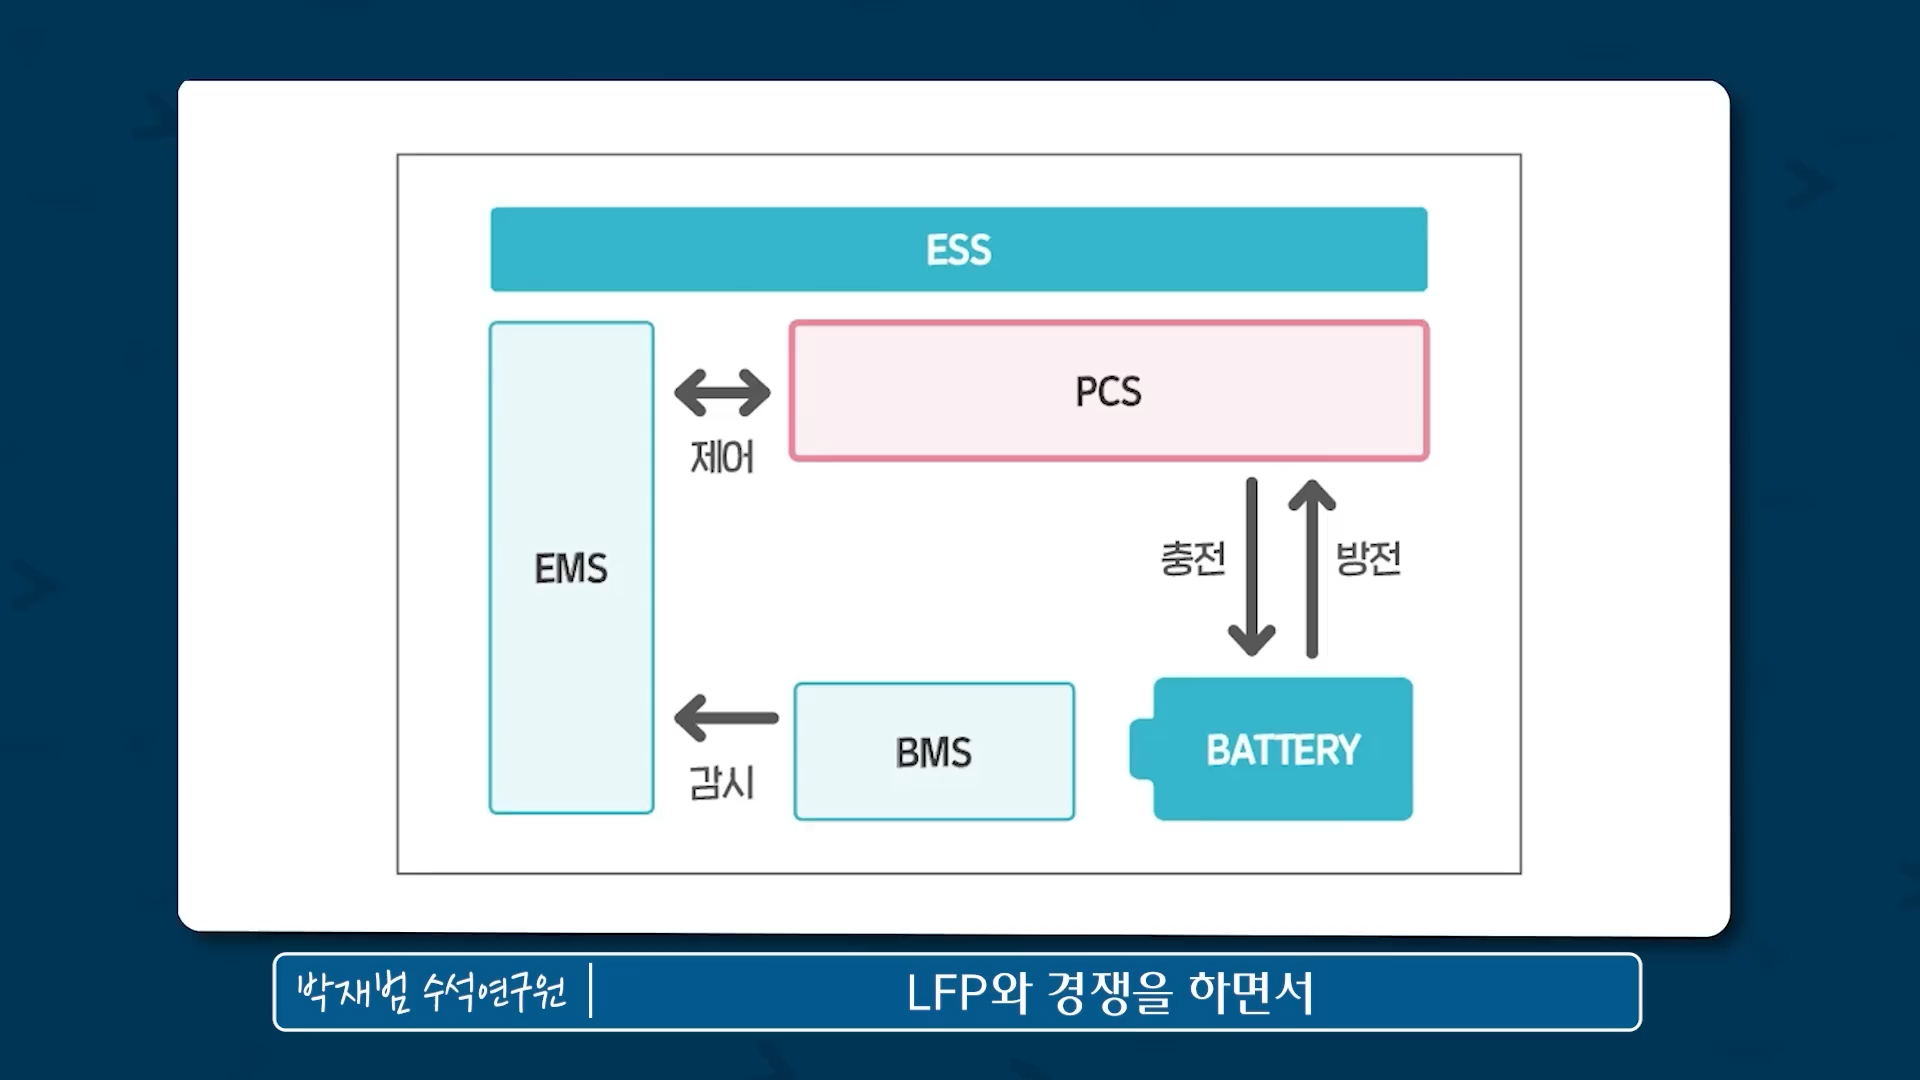 ESS
PCS
제어
EMS
충전
방전
BMS
BATTERY
감시
박재범 수석연구원
LFP와 경쟁을 하면서